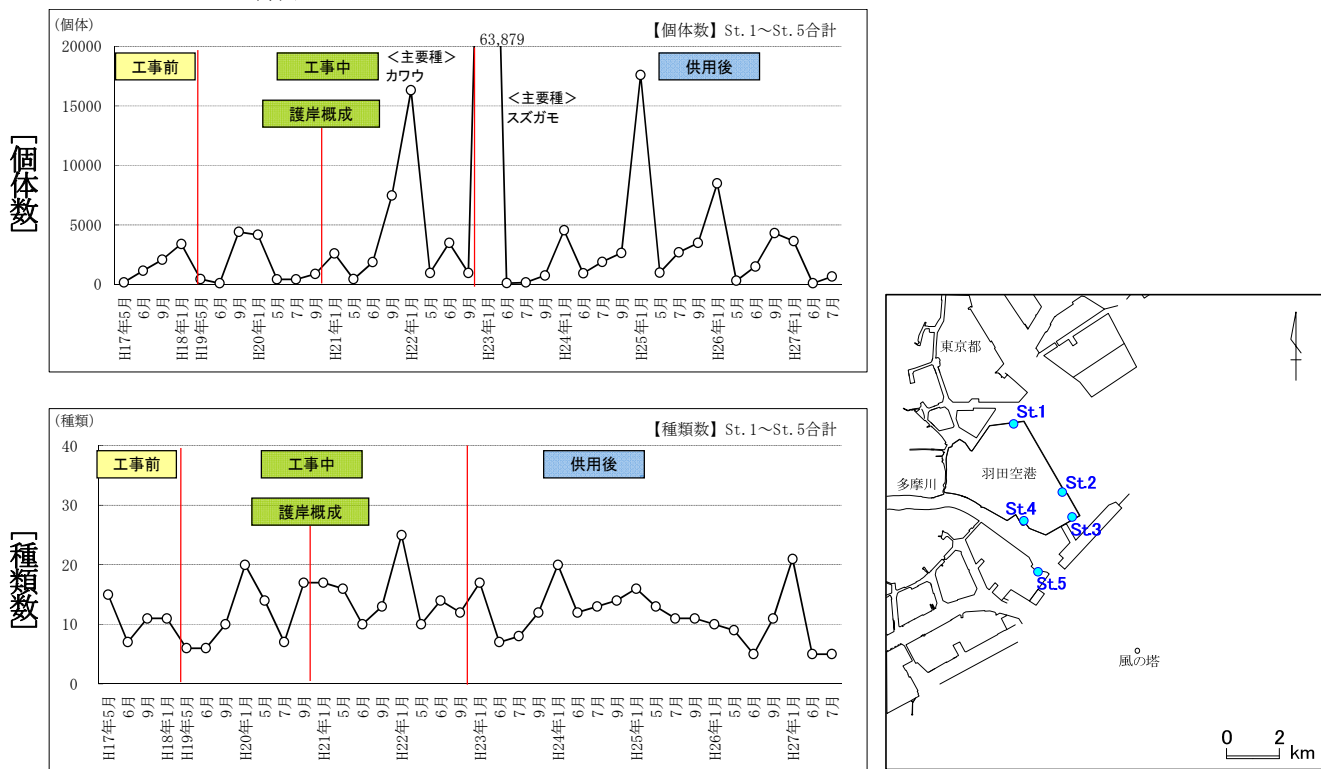 [個体数]
(個体)
【個体数】St.1～St.5合計
63,879
20000
15000
10000
5000
0
工事前
工事中
護岸概成
供用後
＜主要種＞
カワウ
＜主要種＞
スズガモ
H17年5月
6月
9月
H18年1月
H19年5月
6月
9月
H20年1月
5月
7月
9月
H21年1月
5月
6月
9月
H22年1月
5月
6月
9月
H23年1月
6月
7月
9月
H24年1月
6月
7月
9月
H25年1月
5月
7月
9月
H26年1月
5月
6月
9月
H27年1月
6月
7月
[種類数]
(種類)
【種類数】St.1～St.5合計
40
30
20
10
0
工事前
工事中
護岸概成
供用後
H17年5月
6月
9月
H18年1月
H19年5月
6月
9月
H20年1月
5月
7月
9月
H21年1月
5月
6月
9月
H22年1月
5月
6月
9月
H23年1月
6月
7月
9月
H24年1月
6月
7月
9月
H25年1月
5月
7月
9月
H26年1月
5月
6月
9月
H27年1月
6月
7月
東京都
St.1
羽田空港
多摩川
St.2
St.4
St.3
St.5
風の塔
0 2
km